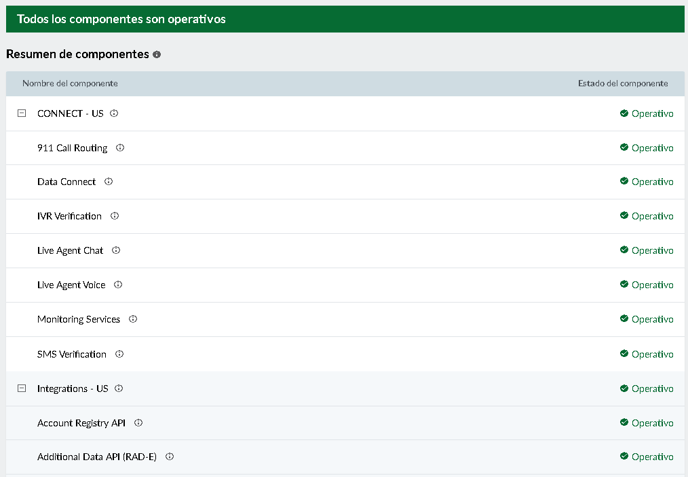 Todos los componentes son operativos
Resumen de componentes
Nombre del componente Estado del componente
CONNECT - US Operativo
911 Call Routing Operativo
Data Connect Operativo
IVR Verification Operativo
Live Agent Chat Operativo
Live Agent Voice Operativo
Monitoring Services Operativo
SMS Verification Operativo
Integrations - US Operativo
Account Registry API Operativo
Additional Data API (RAD-E) Operativo